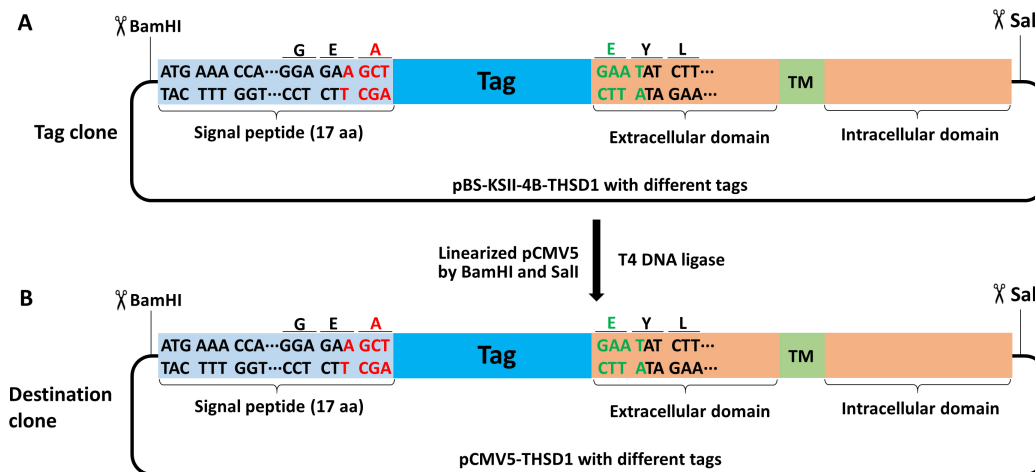 A
BamHI
Sal
G E A E Y L
ATG AAA CCA···GGA GAA GCT Tag GAA TAT CTT···
TM
TAC TTT GGT···CCT CTT CGA CTT ATA GAA···
Tag clone
Signal peptide (17 aa) Extracellular domain Intracellular domain
pBS-KSII-4B-THSD1 with different tags
Linearized pCMV5
by BamHI and SalI
T4 DNA ligase
B
BamHI
Sal
G E A E Y L
ATG AAA CCA···GGA GAA GCT Tag GAA TAT CTT···
TM
TAC TTT GGT···CCT CTT CGA CTT ATA GAA···
Destination
clone
Signal peptide (17 aa) Extracellular domain Intracellular domain
pCMV5-THSD1 with different tags